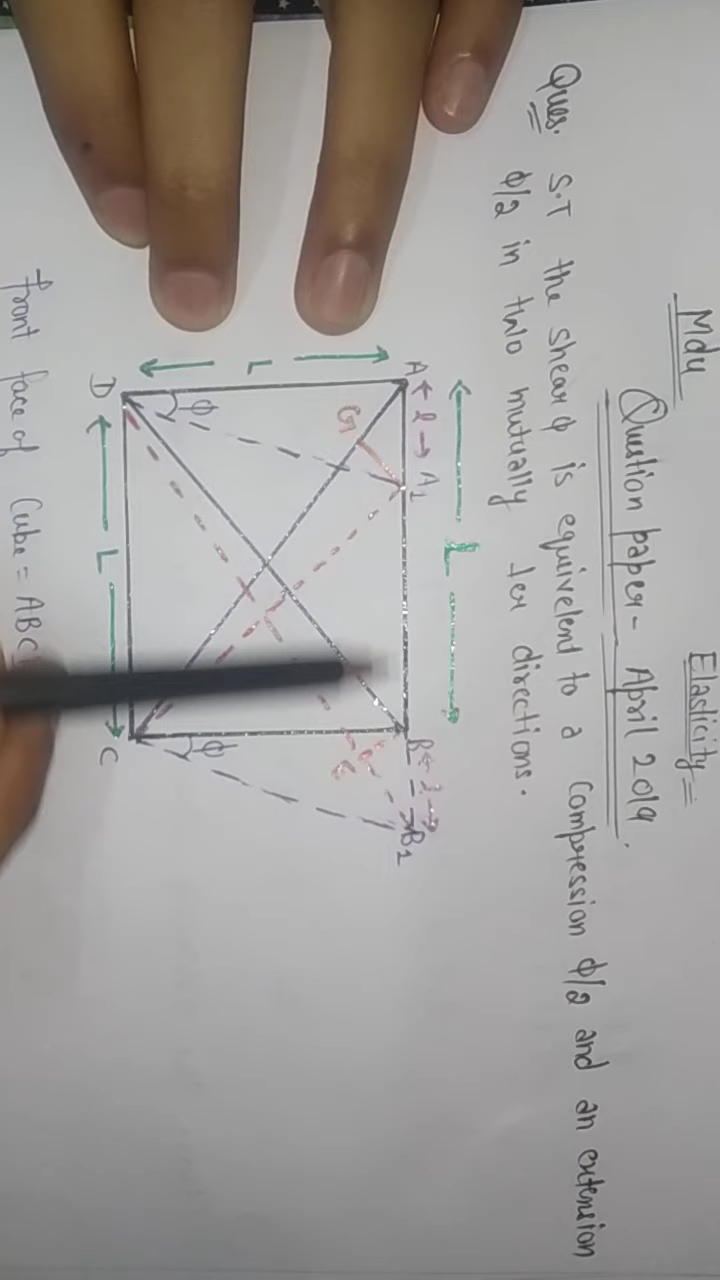 Mdu Elasticity
Question paper- April 2019.
Ques. S.T the shear ϕ is equivelent to a Compression ϕ/2 and an extension
ϕ/2 in two mutually ⊥er directions.
L
A l A1 B l B1
G
L
E
ϕ ϕ
D L C
front face of Cube = ABC